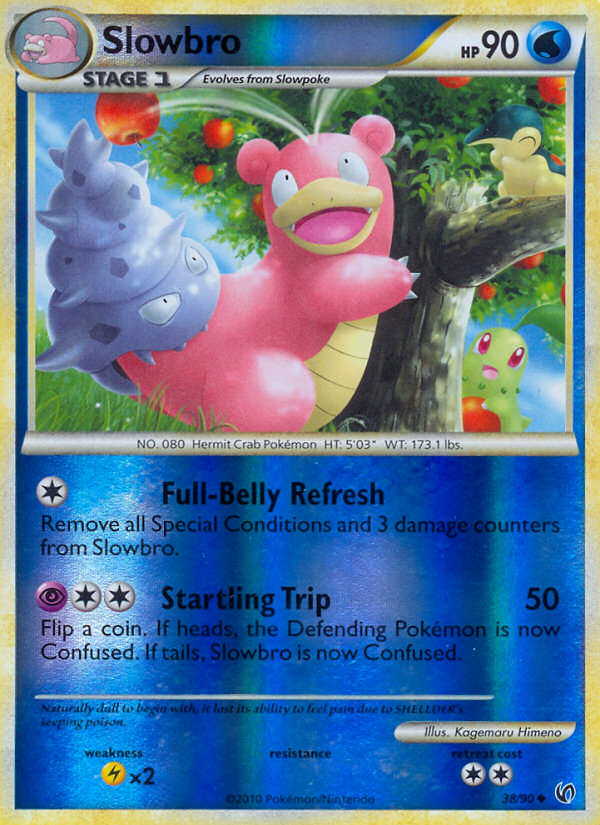 Slowbro
HP 90
STAGE 1
Evolves from Slowpoke
NO. 080 Hermit Crab Pokémon HT: 5'03" WT: 173.1 lbs.
Full-Belly Refresh
Remove all Special Conditions and 3 damage counters
from Slowbro.
Startling Trip 50
Flip a coin. If heads, the Defending Pokémon is now
Confused. If tails, Slowbro is now Confused.
Naturally dull to begin with, it lost its ability to feel pain due to SHELLDER's
seeping poison.
Illus. Kagemaru Himeno
weakness resistance retreat cost
x2
©2010 Pokémon/Nintendo
38/90